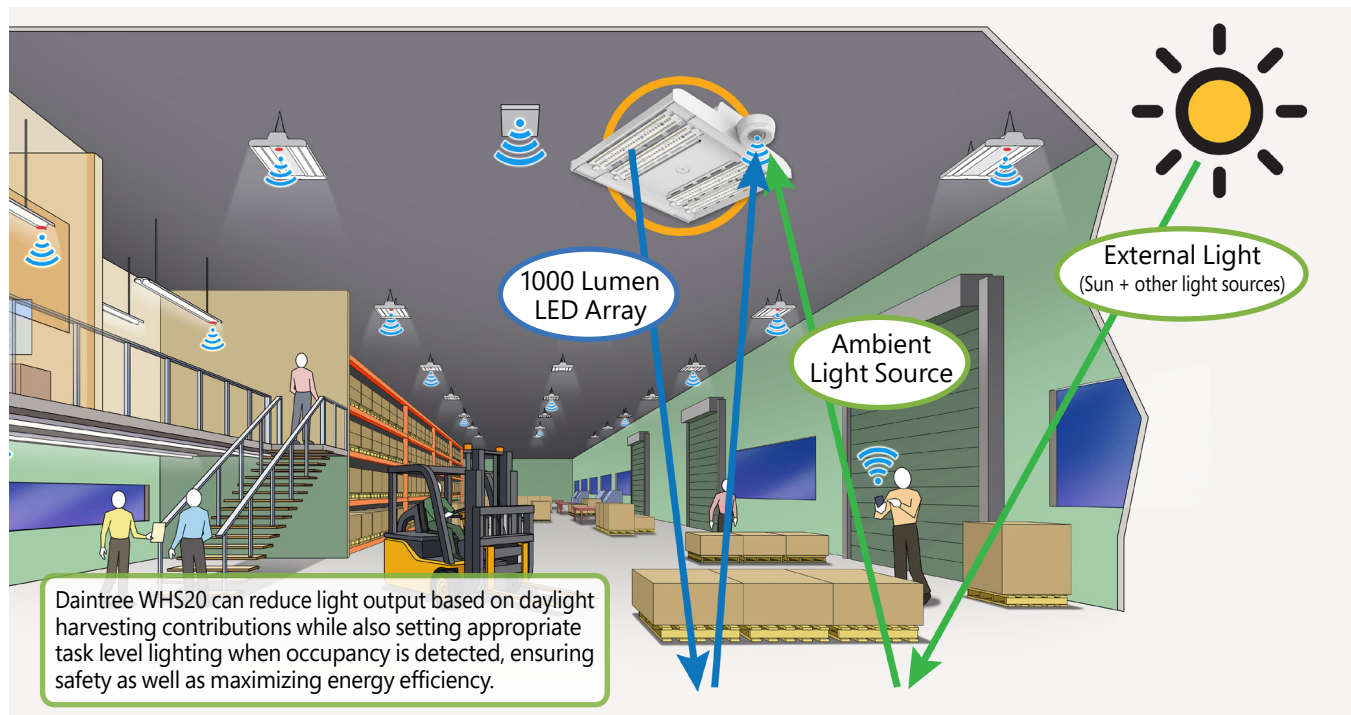 1000 Lumen
LED Array
External Light
(Sun + other light sources)
Ambient
Light Source
Daintree WHS20 can reduce light output based on daylight
harvesting contributions while also setting appropriate
task level lighting when occupancy is detected, ensuring
safety as well as maximizing energy efficiency.